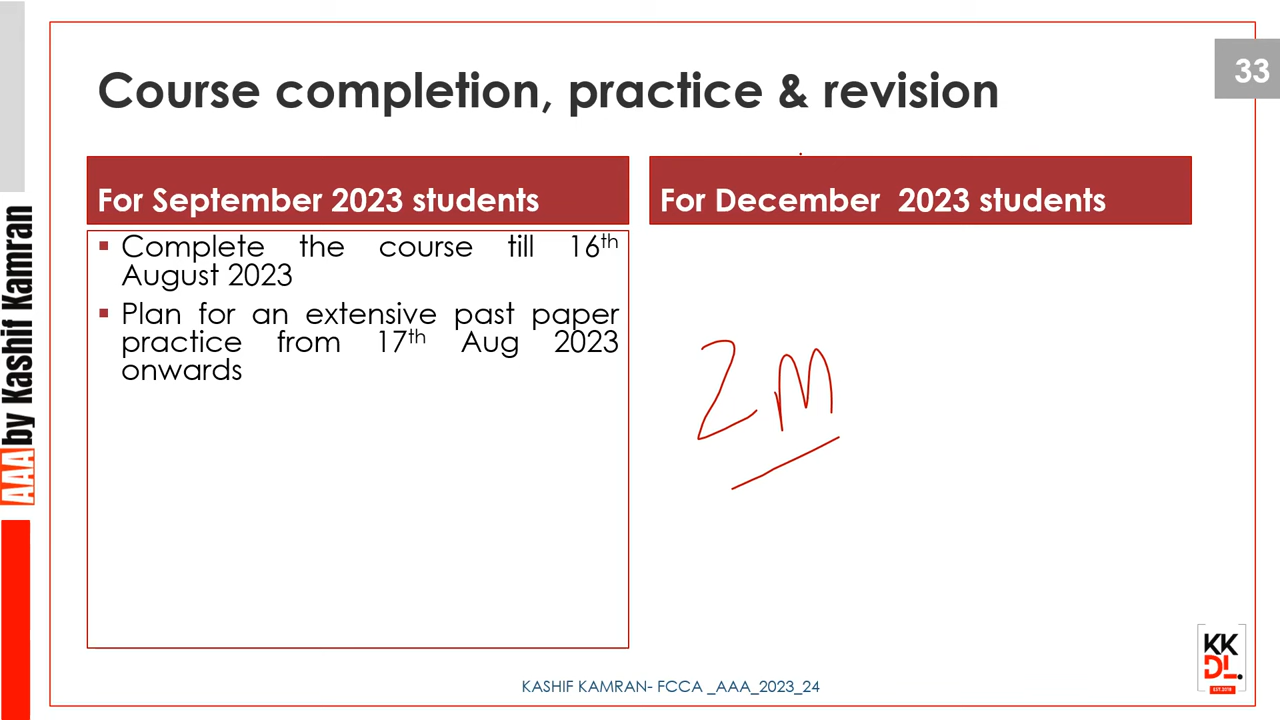 33
Course completion, practice & revision
For September 2023 students
▪ Complete the course till 16th
August 2023
▪ Plan for an extensive past paper
practice from 17th Aug 2023
onwards
For December 2023 students
2m
AAA by Kashif Kamran
KASHIF KAMRAN- FCCA _AAA_2023_24
KK
DL.
EST.2018